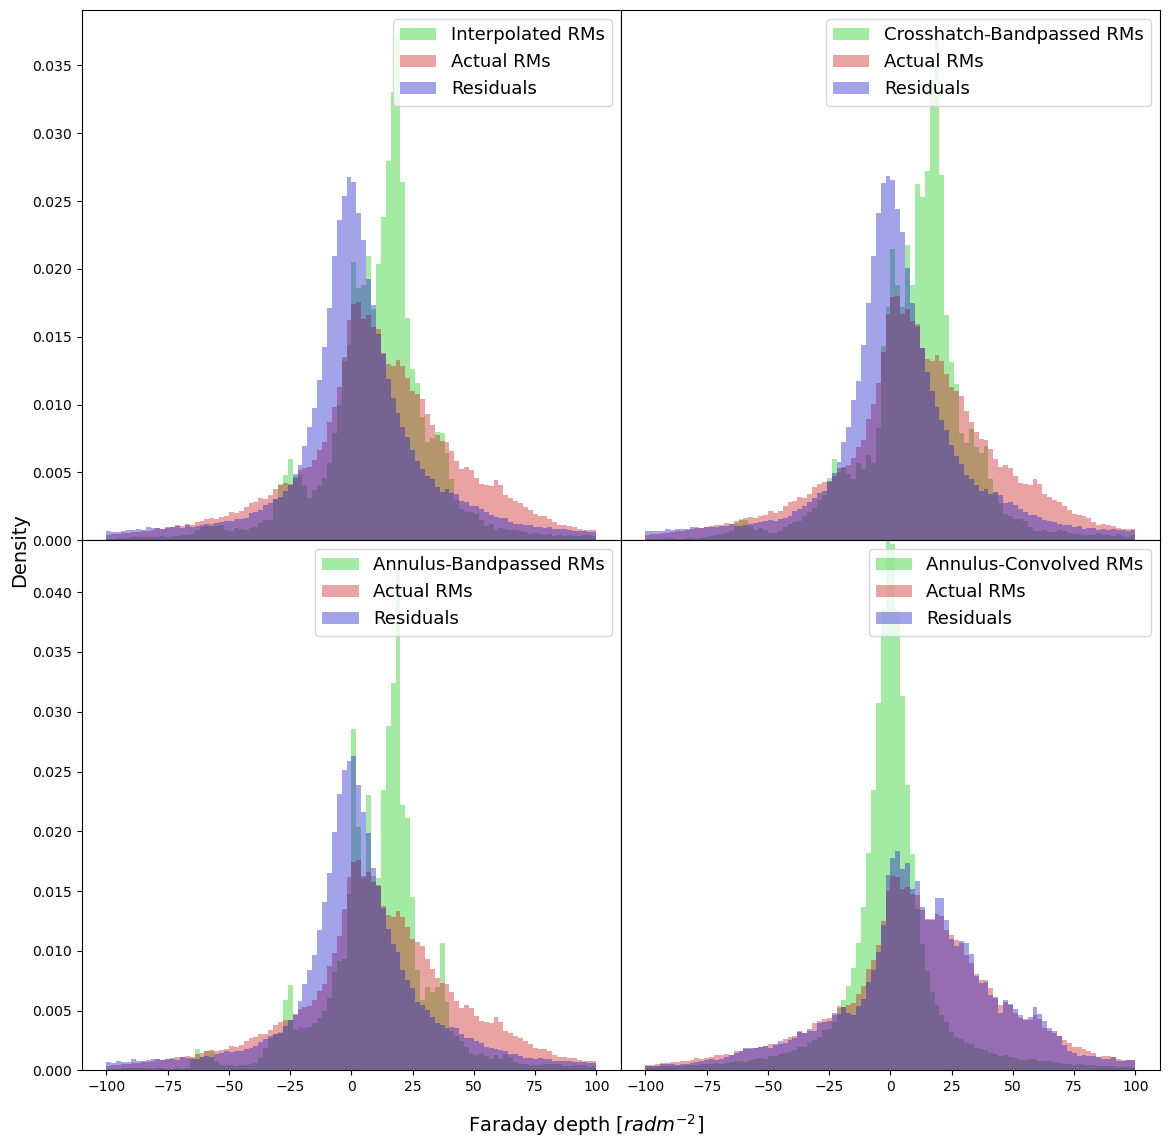 Interpolated RMs
Actual RMs
Residuals
Crosshatch-Bandpassed RMs
Actual RMs
Residuals
0.035
0.030
0.025
0.020
0.015
0.010
0.005
0.000
Annulus-Bandpassed RMs
Actual RMs
Residuals
Annulus-Convolved RMs
Actual RMs
Residuals
0.040
0.035
0.030
0.025
0.020
0.015
0.010
0.005
0.000
Density
−100 −75 −50 −25 0 25 50 75 100
−100 −75 −50 −25 0 25 50 75 100
Faraday depth [radm⁻²]